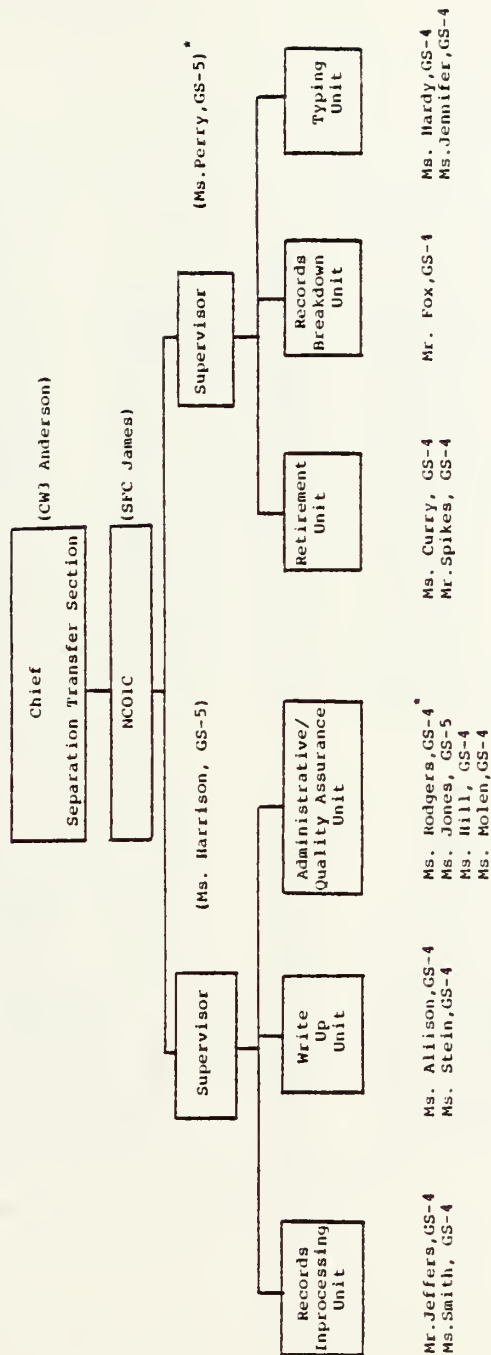 Chief
Separation Transfer Section
(CW3 Anderson)
NCOIC
(SFC James)
Supervisor
(Ms. Harrison, GS-5)
Supervisor
(Ms.Perry,GS-5)*
Records
Inprocessing
Unit
Mr.Jeffers,GS-4
Ms.Smith, GS-4
Write
Up
Unit
Ms. Allison,GS-4
Ms. Stein,GS-4
Administrative/
Quality Assurance
Unit
Ms. Rodgers,GS-4*
Ms. Jones, GS-5
Ms. Hill, GS-4
Ms. Molen,GS-4
Retirement
Unit
Ms. Curry, GS-4
Mr.Spikes, GS-4
Records
Breakdown
Unit
Mr. Fox,GS-4
Typing
Unit
Ms. Hardy,GS-4
Ms.Jennifer,GS-4